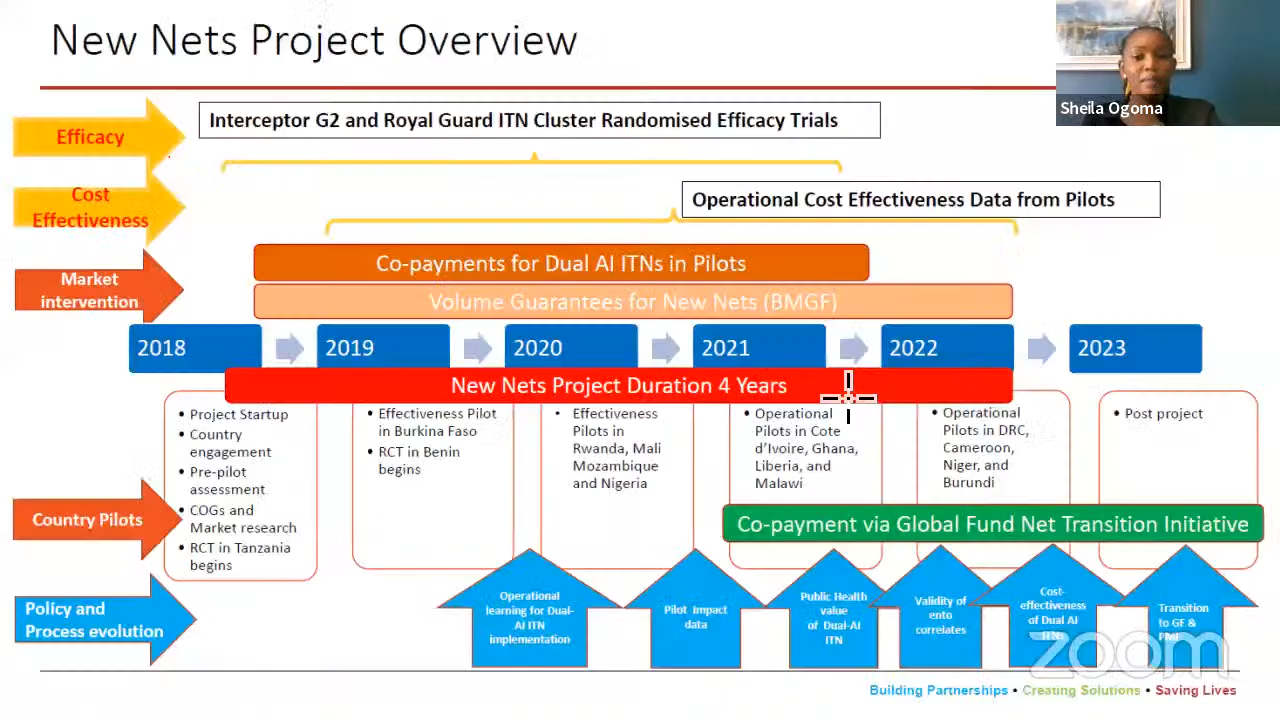 New Nets Project Overview
Sheila Ogoma
Efficacy
Interceptor G2 and Royal Guard ITN Cluster Randomised Efficacy Trials
Cost
Effectiveness
Operational Cost Effectiveness Data from Pilots
Market
intervention
Co-payments for Dual AI ITNs in Pilots
Volume Guarantees for New Nets (BMGF)
2018
2019
2020
2021
2022
2023
New Nets Project Duration 4 Years
• Project Startup
• Country
engagement
• Pre-pilot
assessment
• COGs and
Market research
• RCT in Tanzania
begins
• Effectiveness Pilot
in Burkina Faso
• RCT in Benin
begins
• Effectiveness
Pilots in
Rwanda, Mali
Mozambique
and Nigeria
• Operational
Pilots in Cote
d’Ivoire, Ghana,
Liberia, and
Malawi
• Operational
Pilots in DRC,
Cameroon,
Niger, and
Burundi
• Post project
Country Pilots
Co-payment via Global Fund Net Transition Initiative
Policy and
Process evolution
Operational
learning for Dual-
AI ITN
implementation
Pilot Impact
data
Public Health
value
of Dual-AI
ITN
Validity of
ento
correlates
Cost-
effectiveness
of Dual AI
ITNs
Transition
to GF &
PMI
zoom
Building Partnerships • Creating Solutions • Saving Lives